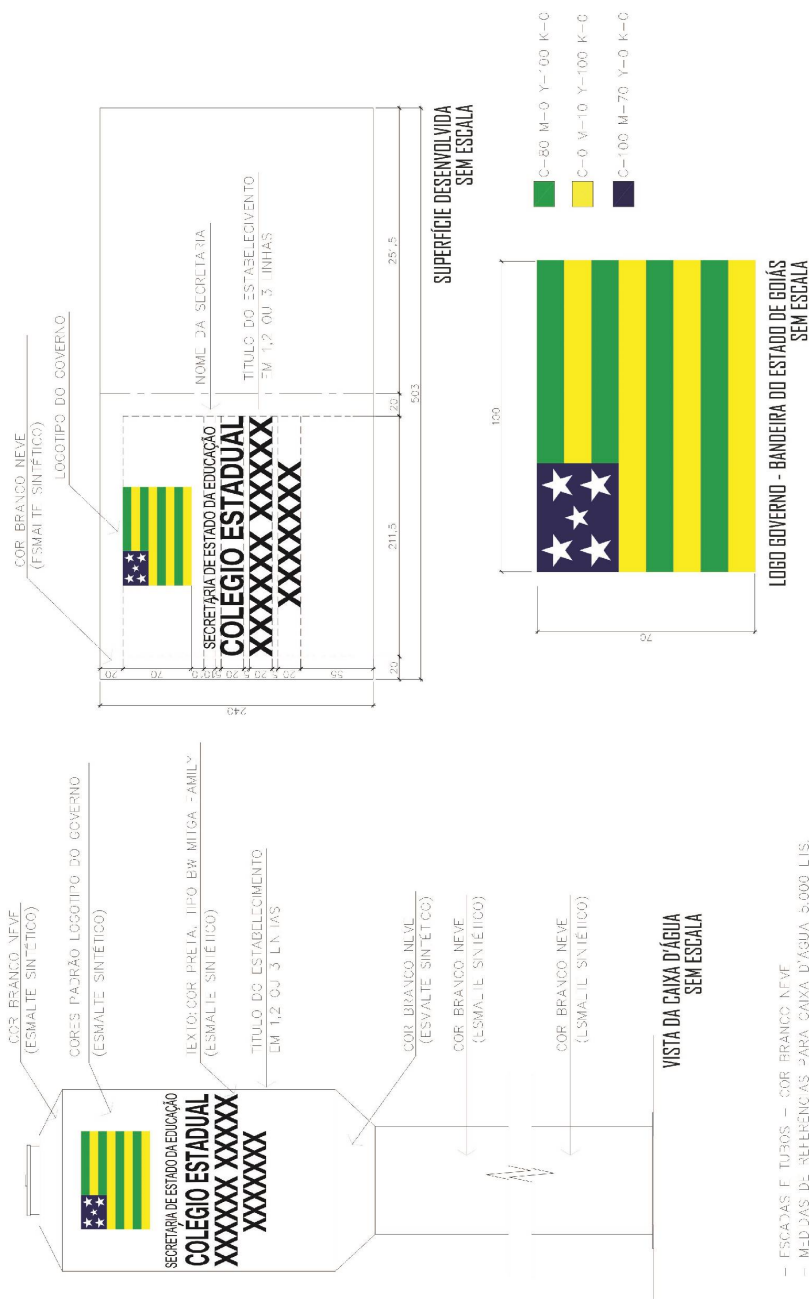 COR BRANCO NEVE
(ESMALTE SINTÉTICO)
CORES PADRÃO LOGOTIPO DO GOVERNO
(ESMALTE SINTÉTICO)
TEXTO: COR PRETA, TIPO BW MITGA FAMILY
(ESMALTE SINTÉTICO)
TITULO DO ESTABELECIMENTO
EM 1,2 OU 3 LINHAS
COR BRANCO NEVE
(ESMALTE SINTÉTICO)
COR BRANCO NEVE
(ESMALTE SINTÉTICO)
COR BRANCO NEVE
(ESMALTE SINTÉTICO)
SECRETARIA DE ESTADO DA EDUCAÇÃO
COLÉGIO ESTADUAL
XXXXXX XXXXX
XXXXXXX
VISTA DA CAIXA D'ÁGUA
SEM ESCALA
- ESCADAS E TUBOS - COR BRANCO NEVE
- MEDIDAS DE REFERÊNCIAS PARA CAIXA D'ÁGUA 5.000 LTS.
COR BRANCO NEVE
(ESMALTE SINTÉTICO)
LOGOTIPO DO GOVERNO
NOME DA SECRETARIA
TÍTULO DO ESTABELECIMENTO
EM 1,2 OU 3 LINHAS
SECRETARIA DE ESTADO DA EDUCAÇÃO
COLÉGIO ESTADUAL
XXXXXX XXXXX
XXXXXXX
240
20
70
20
20
20
55
20
211,5
20
251,5
503
SUPERFÍCIE DESENVOLVIDA
SEM ESCALA
100
70
LOGO GOVERNO - BANDEIRA DO ESTADO DE GOIÁS
SEM ESCALA
C-80 M-0 Y-100 K-0
C-0 M-10 Y-100 K-0
C-100 M-70 Y-0 K-0